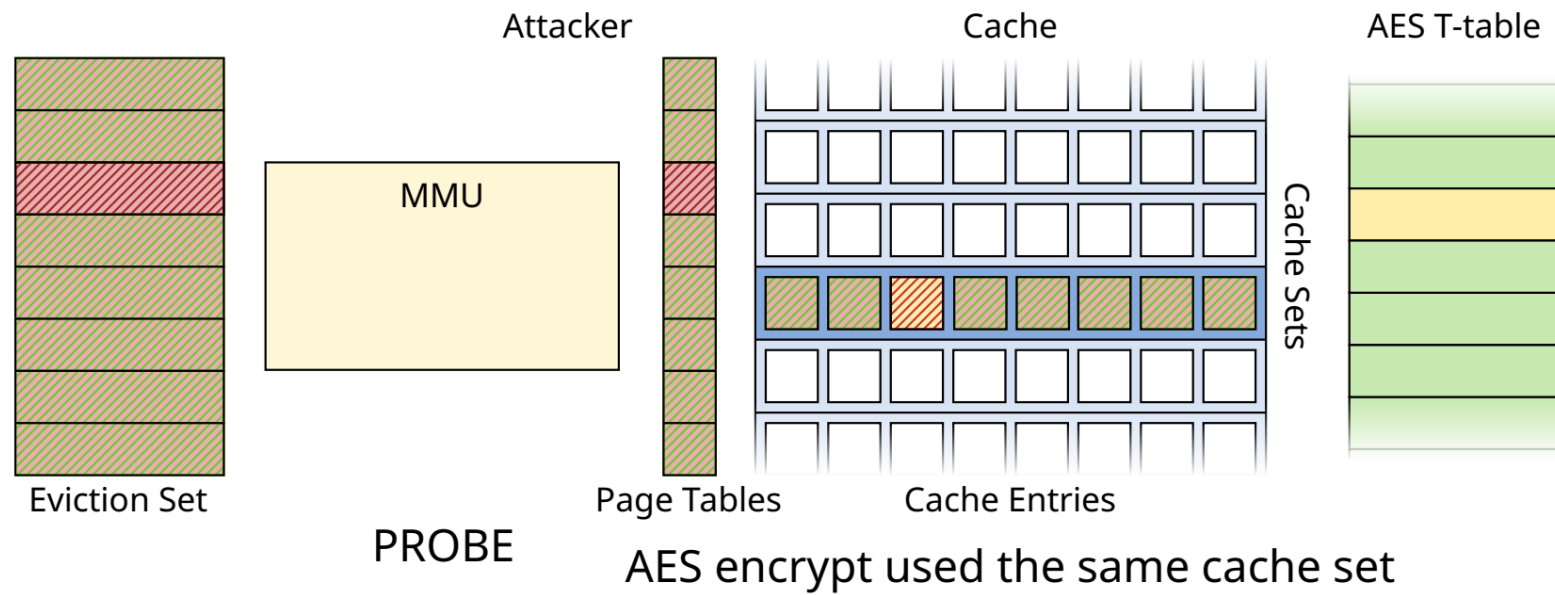 Attacker
Cache
AES T-table
MMU
Cache Sets
Eviction Set
Page Tables
Cache Entries
PROBE
AES encrypt used the same cache set